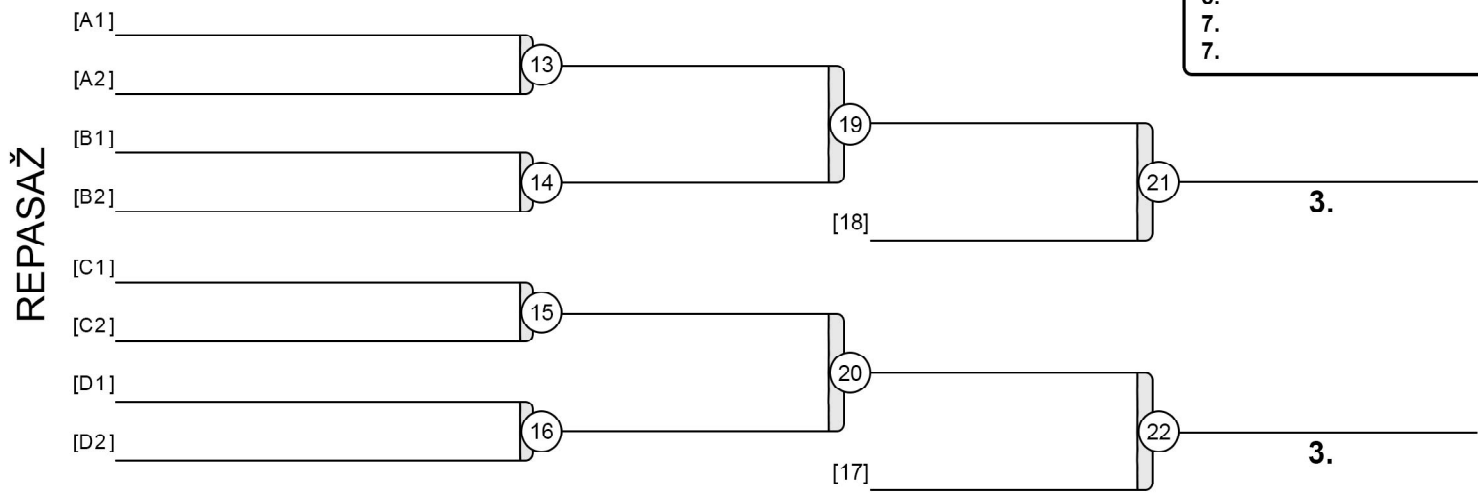 7.
7.
REPASAŽ
[A1]
13
[A2]
19
[B1]
14
[B2]
21
3.
[18]
[C1]
15
[C2]
20
[D1]
16
[D2]
22
3.
[17]